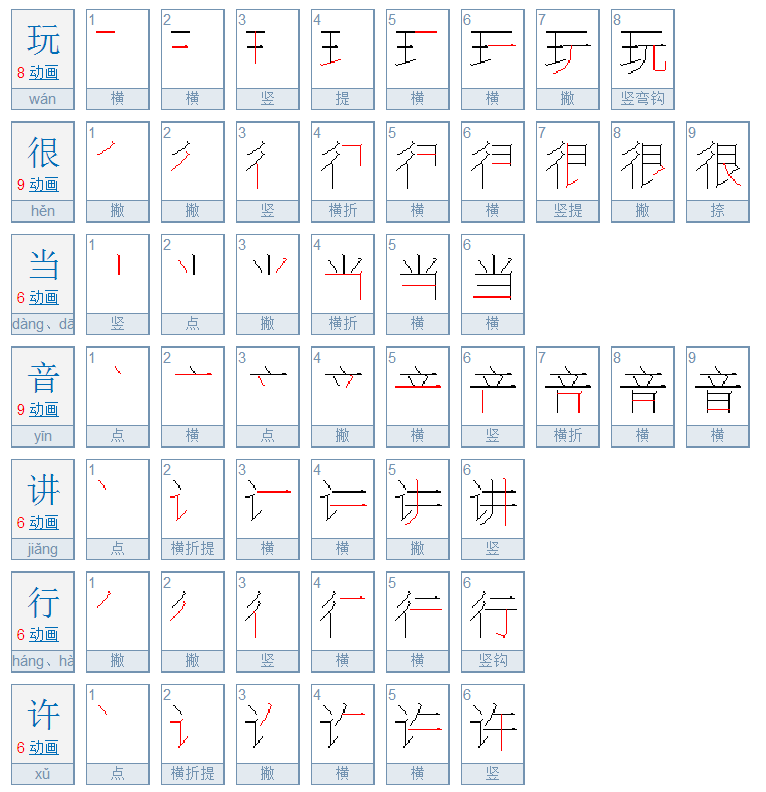 玩 1 2 3 4 5 6 7 8
8 动画
wán 横 横 竖 提 横 横 撇 竖弯钩
很 1 2 3 4 5 6 7 8 9
9 动画
hěn 撇 撇 竖 横折 横 横 竖提 撇 捺
当 1 2 3 4 5 6
6 动画
dàng、dā 竖 点 撇 横折 横 横
音 1 2 3 4 5 6 7 8 9
9 动画
yīn 点 横 点 撇 横 竖 横折 横 横
讲 1 2 3 4 5 6
6 动画
jiǎng 点 横折提 横 横 撇 竖
行 1 2 3 4 5 6
6 动画
háng、hà 撇 撇 竖 横 横 竖钩
许 1 2 3 4 5 6
6 动画
xǔ 点 横折提 撇 横 横 竖